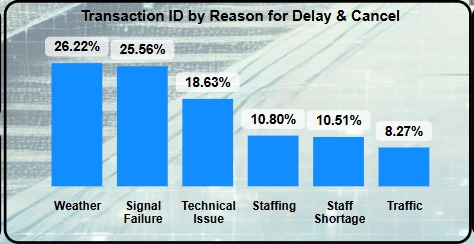 Transaction ID by Reason for Delay & Cancel
26.22%
25.56%
18.63%
10.80%
10.51%
8.27%
Weather
Signal
Failure
Technical
Issue
Staffing
Staff
Shortage
Traffic